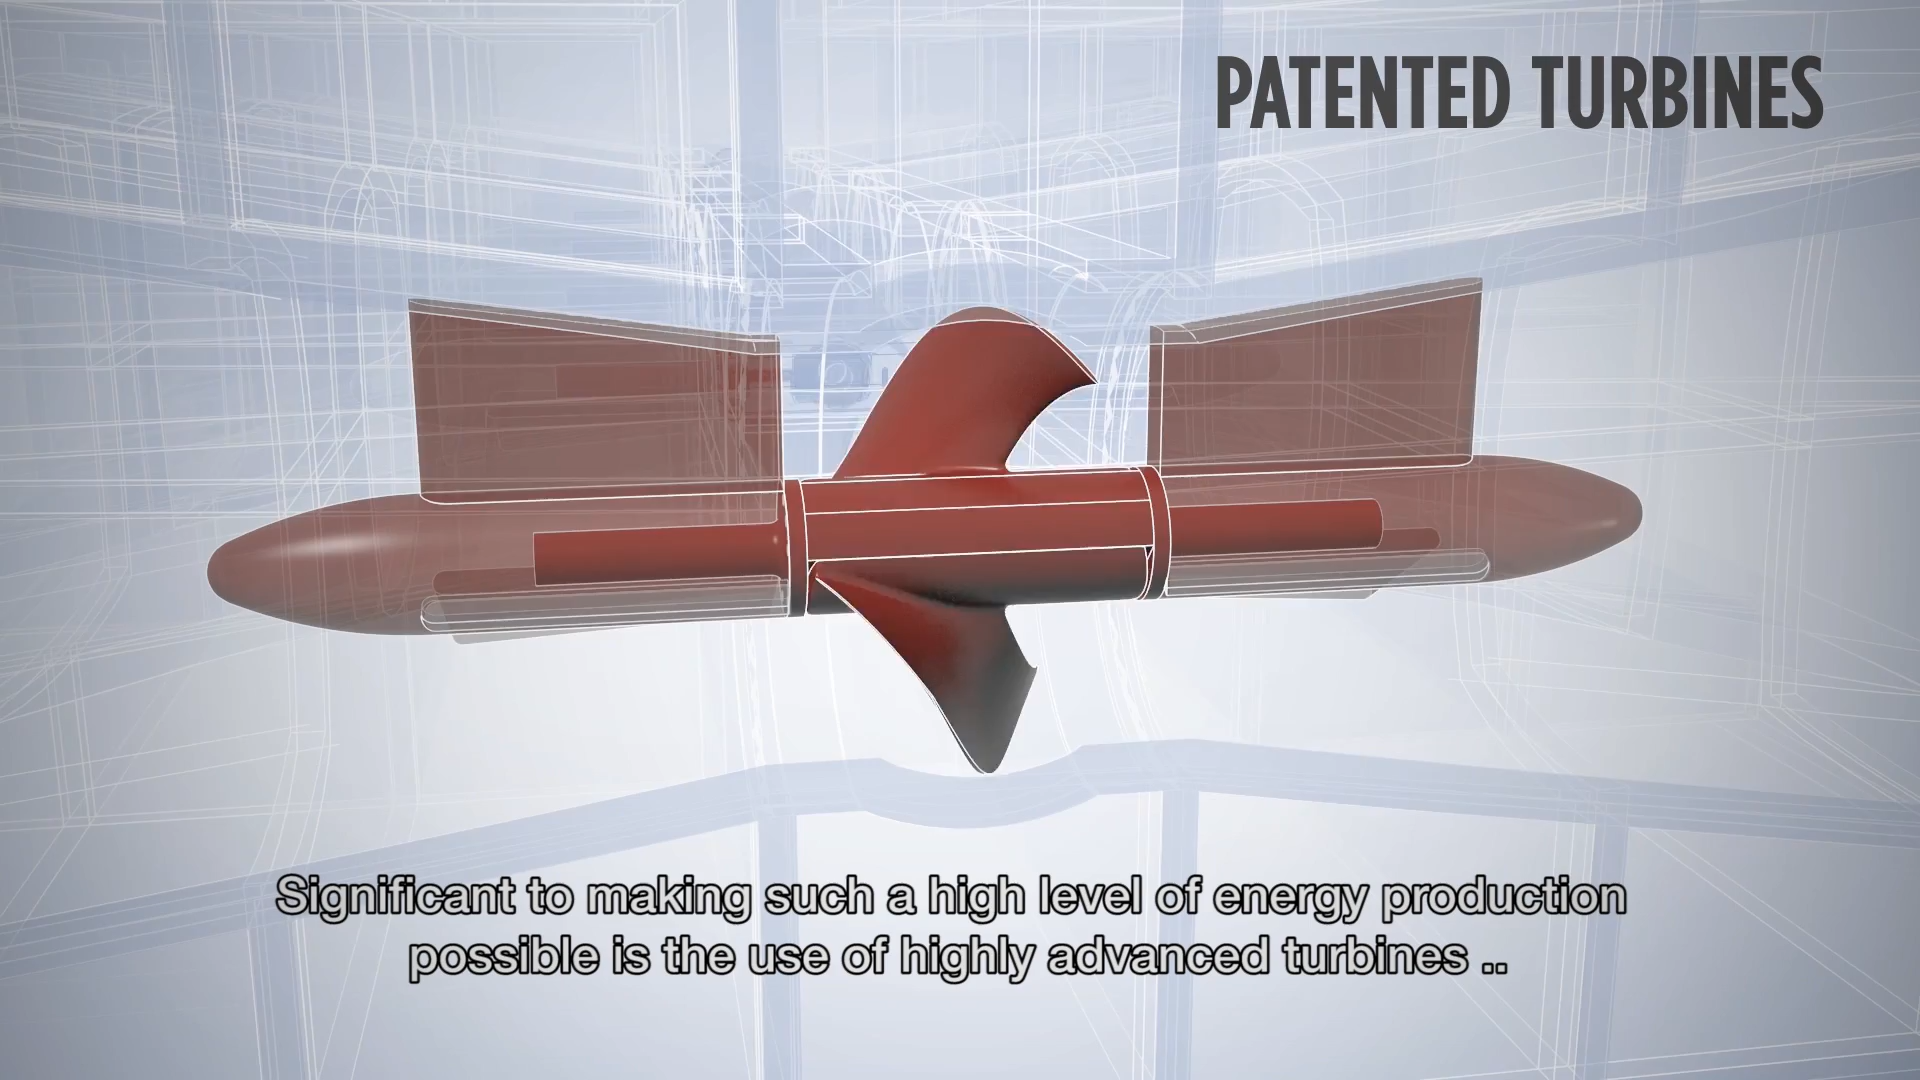 PATENTED TURBINES
Significant to making such a high level of energy production
possible is the use of highly advanced turbines ..